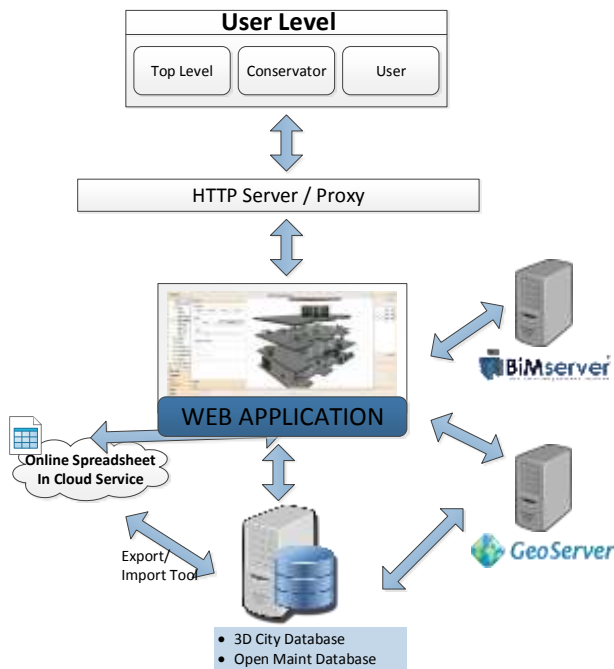 User Level
Top Level
Conservator
User
HTTP Server / Proxy
BiMserver
WEB APPLICATION
Online Spreadsheet
In Cloud Service
GeoServer
Export/
Import Tool
3D City Database
Open Maint Database